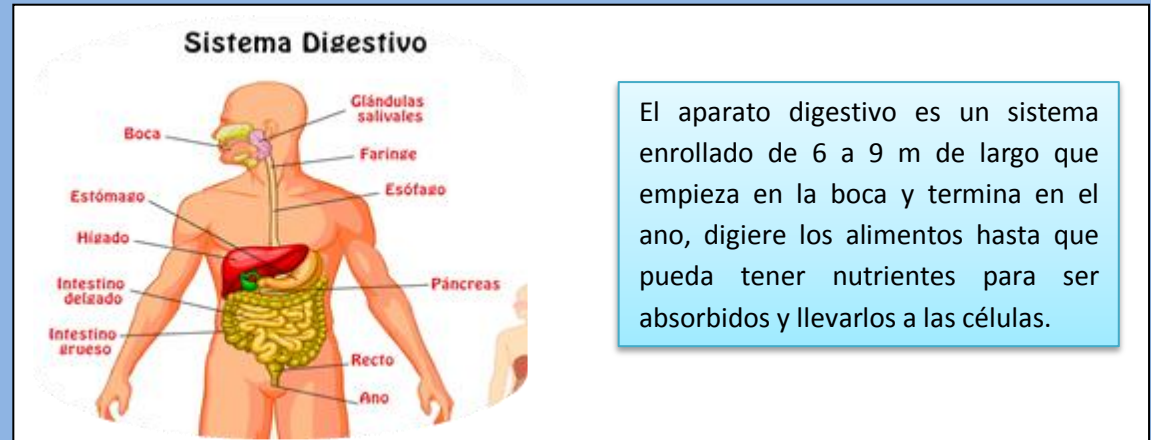 Sistema Digestivo
Glándulas
salivales
Boca
Faringe
Esófago
Estómago
Hígado
Intestino
delgado
Páncreas
Intestino
grueso
Recto
Ano
El aparato digestivo es un sistema
enrollado de 6 a 9 m de largo que
empieza en la boca y termina en el
ano, digiere los alimentos hasta que
pueda tener nutrientes para ser
absorbidos y llevarlos a las células.